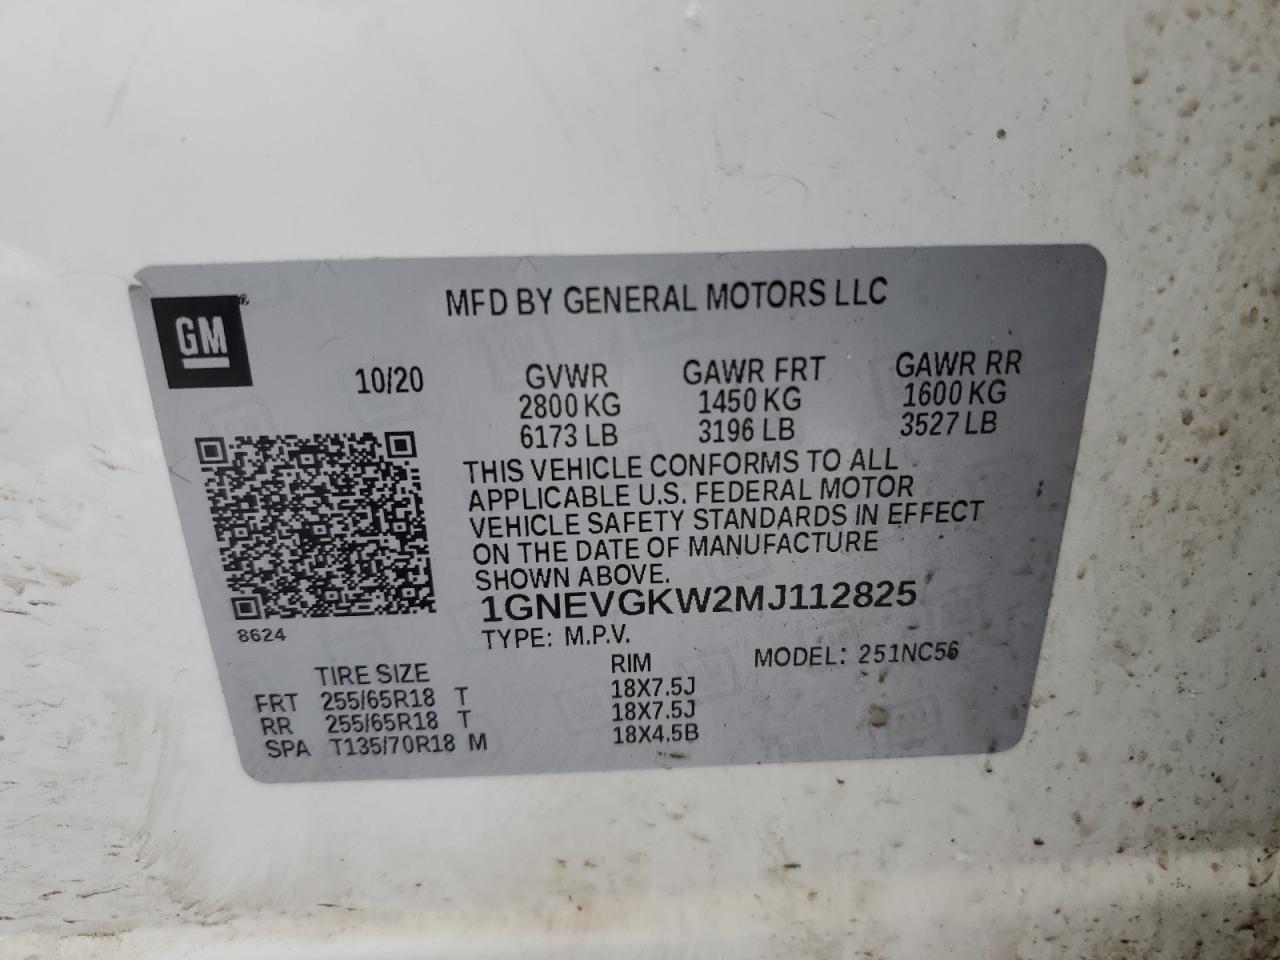 MFD BY GENERAL MOTORS LLC
GM®
10/20 GVWR GAWR FRT GAWR RR
2800 KG 1450 KG 1600 KG
6173 LB 3196 LB 3527 LB
THIS VEHICLE CONFORMS TO ALL
APPLICABLE U.S. FEDERAL MOTOR
VEHICLE SAFETY STANDARDS IN EFFECT
ON THE DATE OF MANUFACTURE
SHOWN ABOVE.
1GNEVGKW2MJ112825
8624
TYPE: M.P.V.
MODEL: 251NC56
TIRE SIZE RIM
FRT 255/65R18 T 18X7.5J
RR 255/65R18 T 18X7.5J
SPA T135/70R18 M 18X4.5B